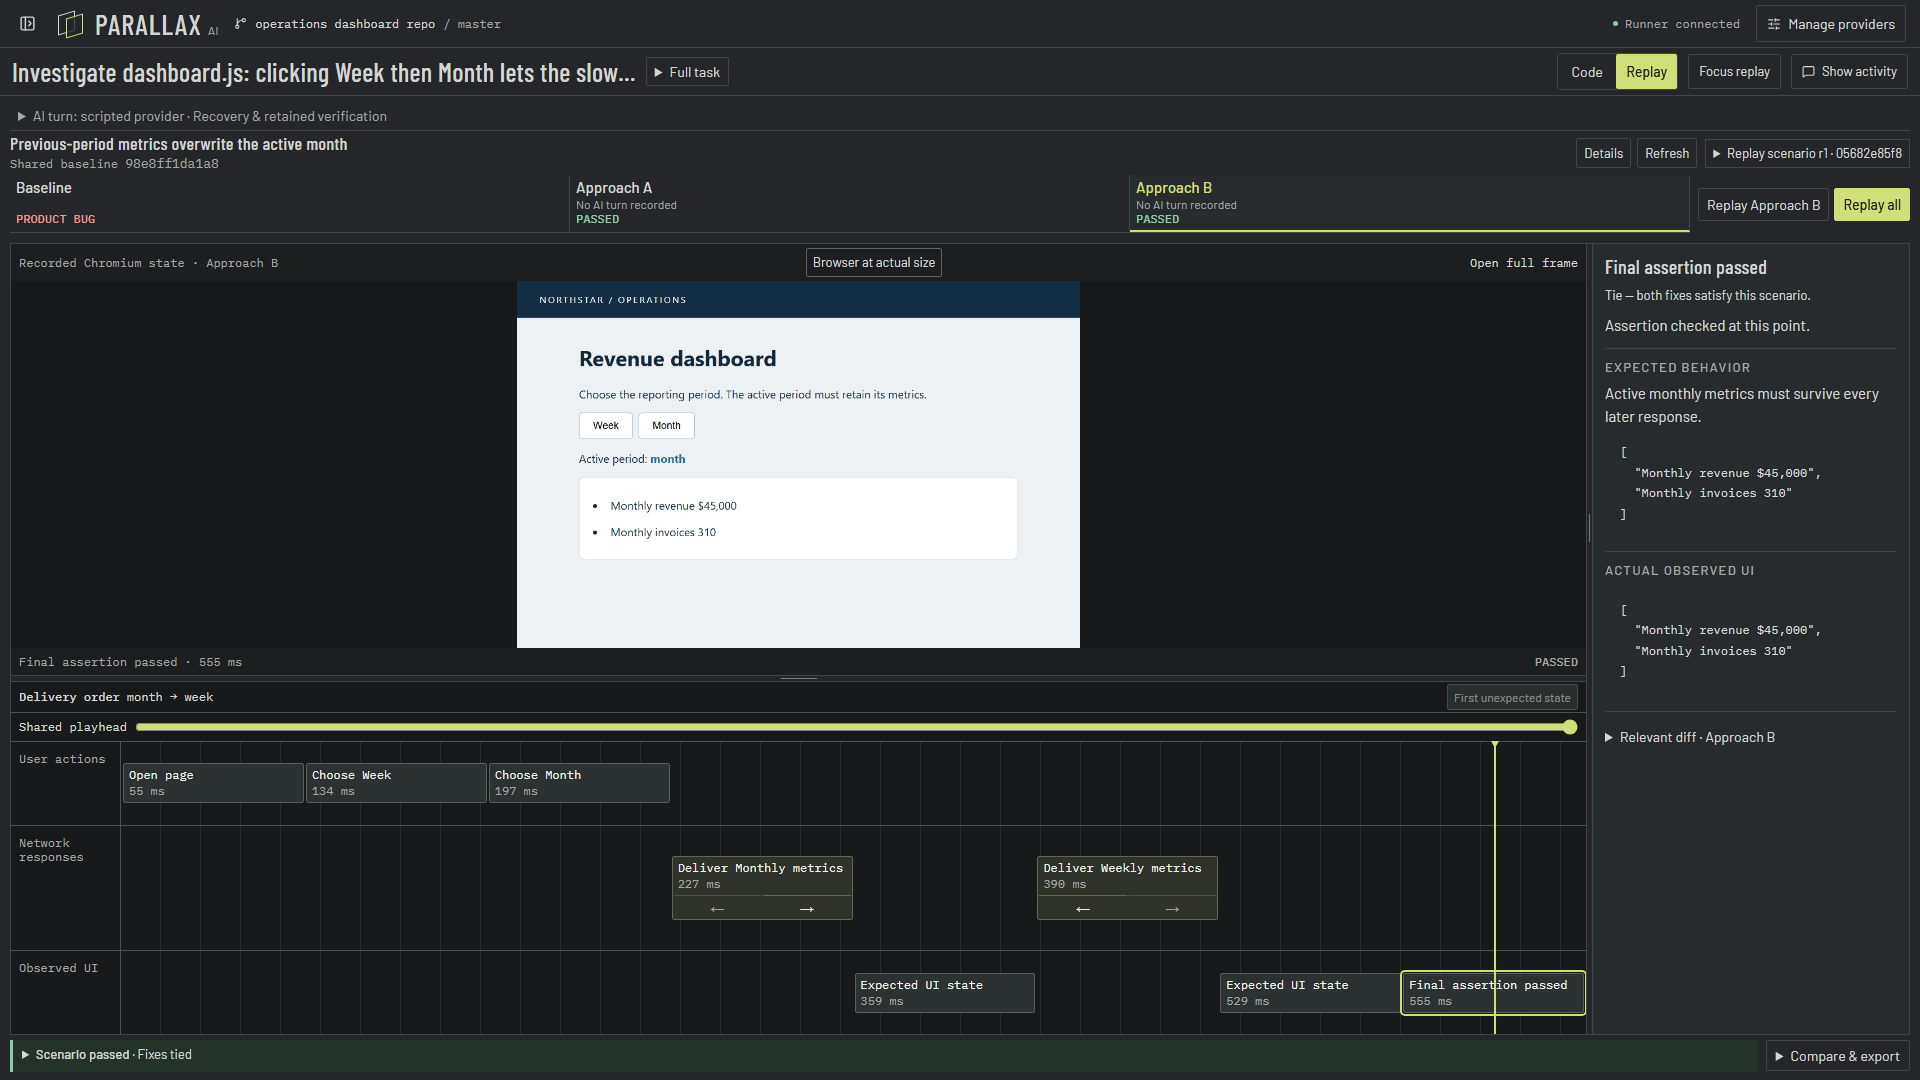 PARALLAX AI
operations dashboard repo / master
Runner connected
Manage providers
Investigate dashboard.js: clicking Week then Month lets the slow...
Full task
Code
Replay
Focus replay
Show activity
AI turn: scripted provider · Recovery & retained verification
Previous-period metrics overwrite the active month
Shared baseline 98e8ff1da1a8
Details
Refresh
Replay scenario r1 · 05682e85f8
Baseline
PRODUCT BUG
Approach A
No AI turn recorded
PASSED
Approach B
No AI turn recorded
PASSED
Replay Approach B
Replay all
Recorded Chromium state · Approach B
Browser at actual size
Open full frame
NORTHSTAR / OPERATIONS
Revenue dashboard
Choose the reporting period. The active period must retain its metrics.
Week
Month
Active period: month
• Monthly revenue $45,000
• Monthly invoices 310
Final assertion passed · 555 ms
PASSED
Final assertion passed
Tie — both fixes satisfy this scenario.
Assertion checked at this point.
EXPECTED BEHAVIOR
Active monthly metrics must survive every
later response.
[
"Monthly revenue $45,000",
"Monthly invoices 310"
]
ACTUAL OBSERVED UI
[
"Monthly revenue $45,000",
"Monthly invoices 310"
]
Relevant diff · Approach B
Delivery order month → week
First unexpected state
Shared playhead
User actions
Open page
55 ms
Choose Week
134 ms
Choose Month
197 ms
Network
responses
Deliver Monthly metrics
227 ms
← →
Deliver Weekly metrics
390 ms
← →
Observed UI
Expected UI state
359 ms
Expected UI state
529 ms
Final assertion passed
555 ms
Scenario passed · Fixes tied
Compare & export